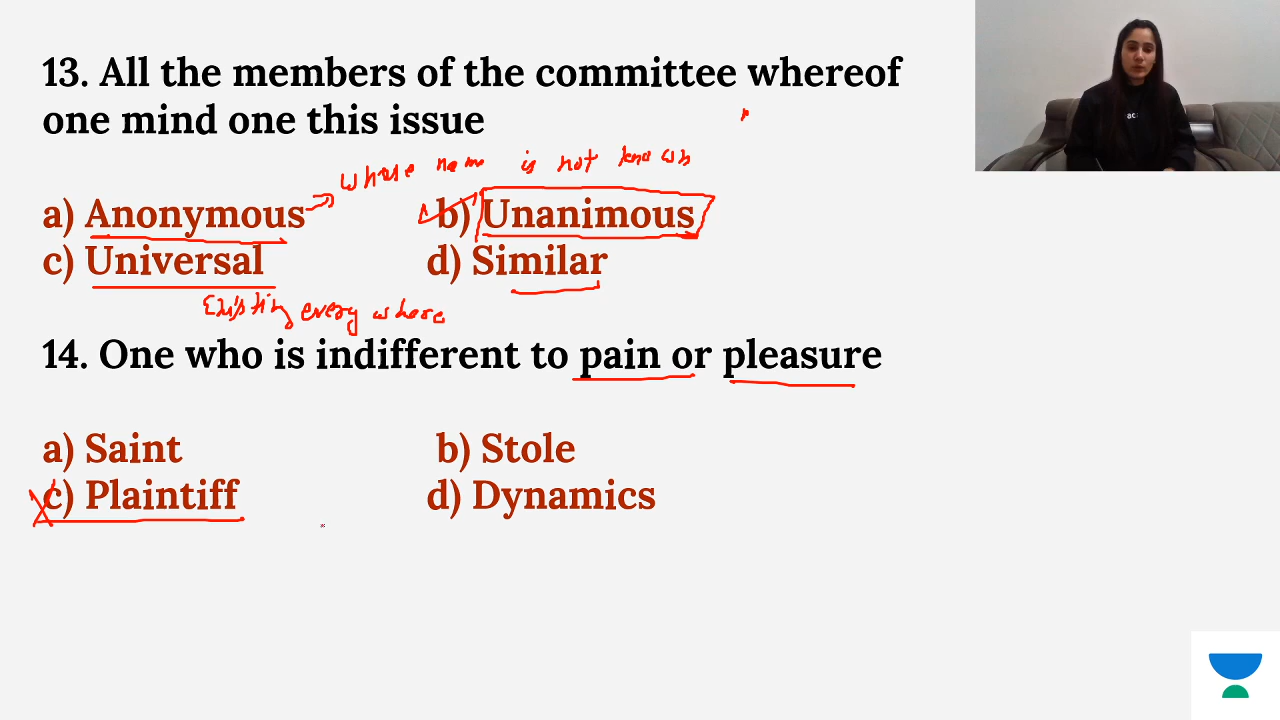 13. All the members of the committee whereof
one mind one this issue
whose name is not known
a) Anonymous b) Unanimous
c) Universal d) Similar
Existing every where
14. One who is indifferent to pain or pleasure
a) Saint b) Stole
c) Plaintiff d) Dynamics